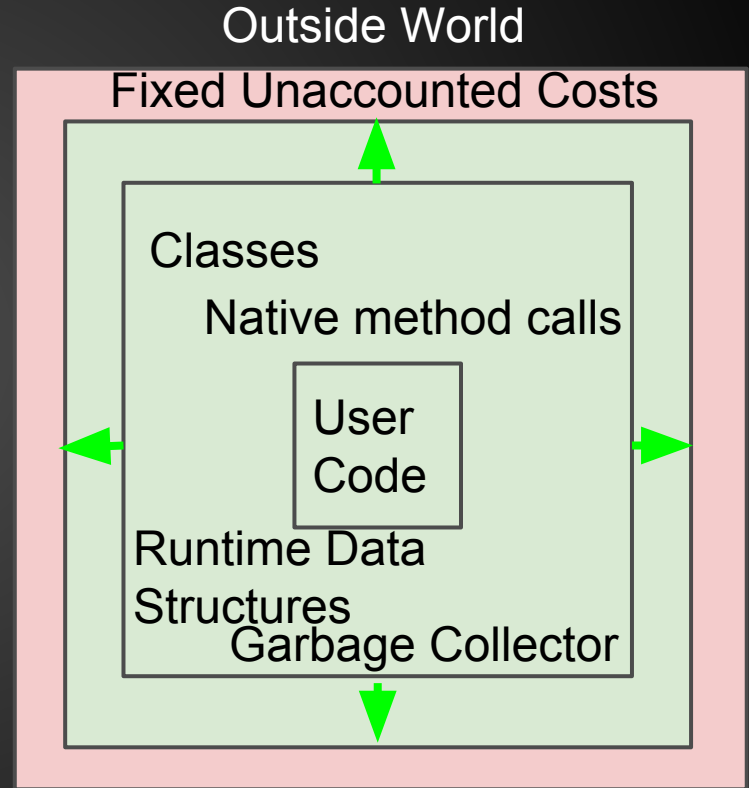 Outside World
Fixed Unaccounted Costs
Classes
Native method calls
User
Code
Runtime Data
Structures
Garbage Collector